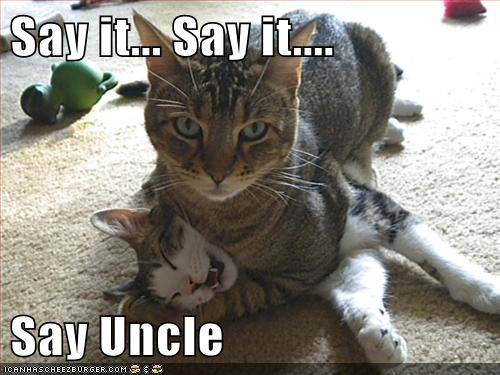 Say it... Say it....
Say Uncle
ICANHASCHEEZBURGER.COM